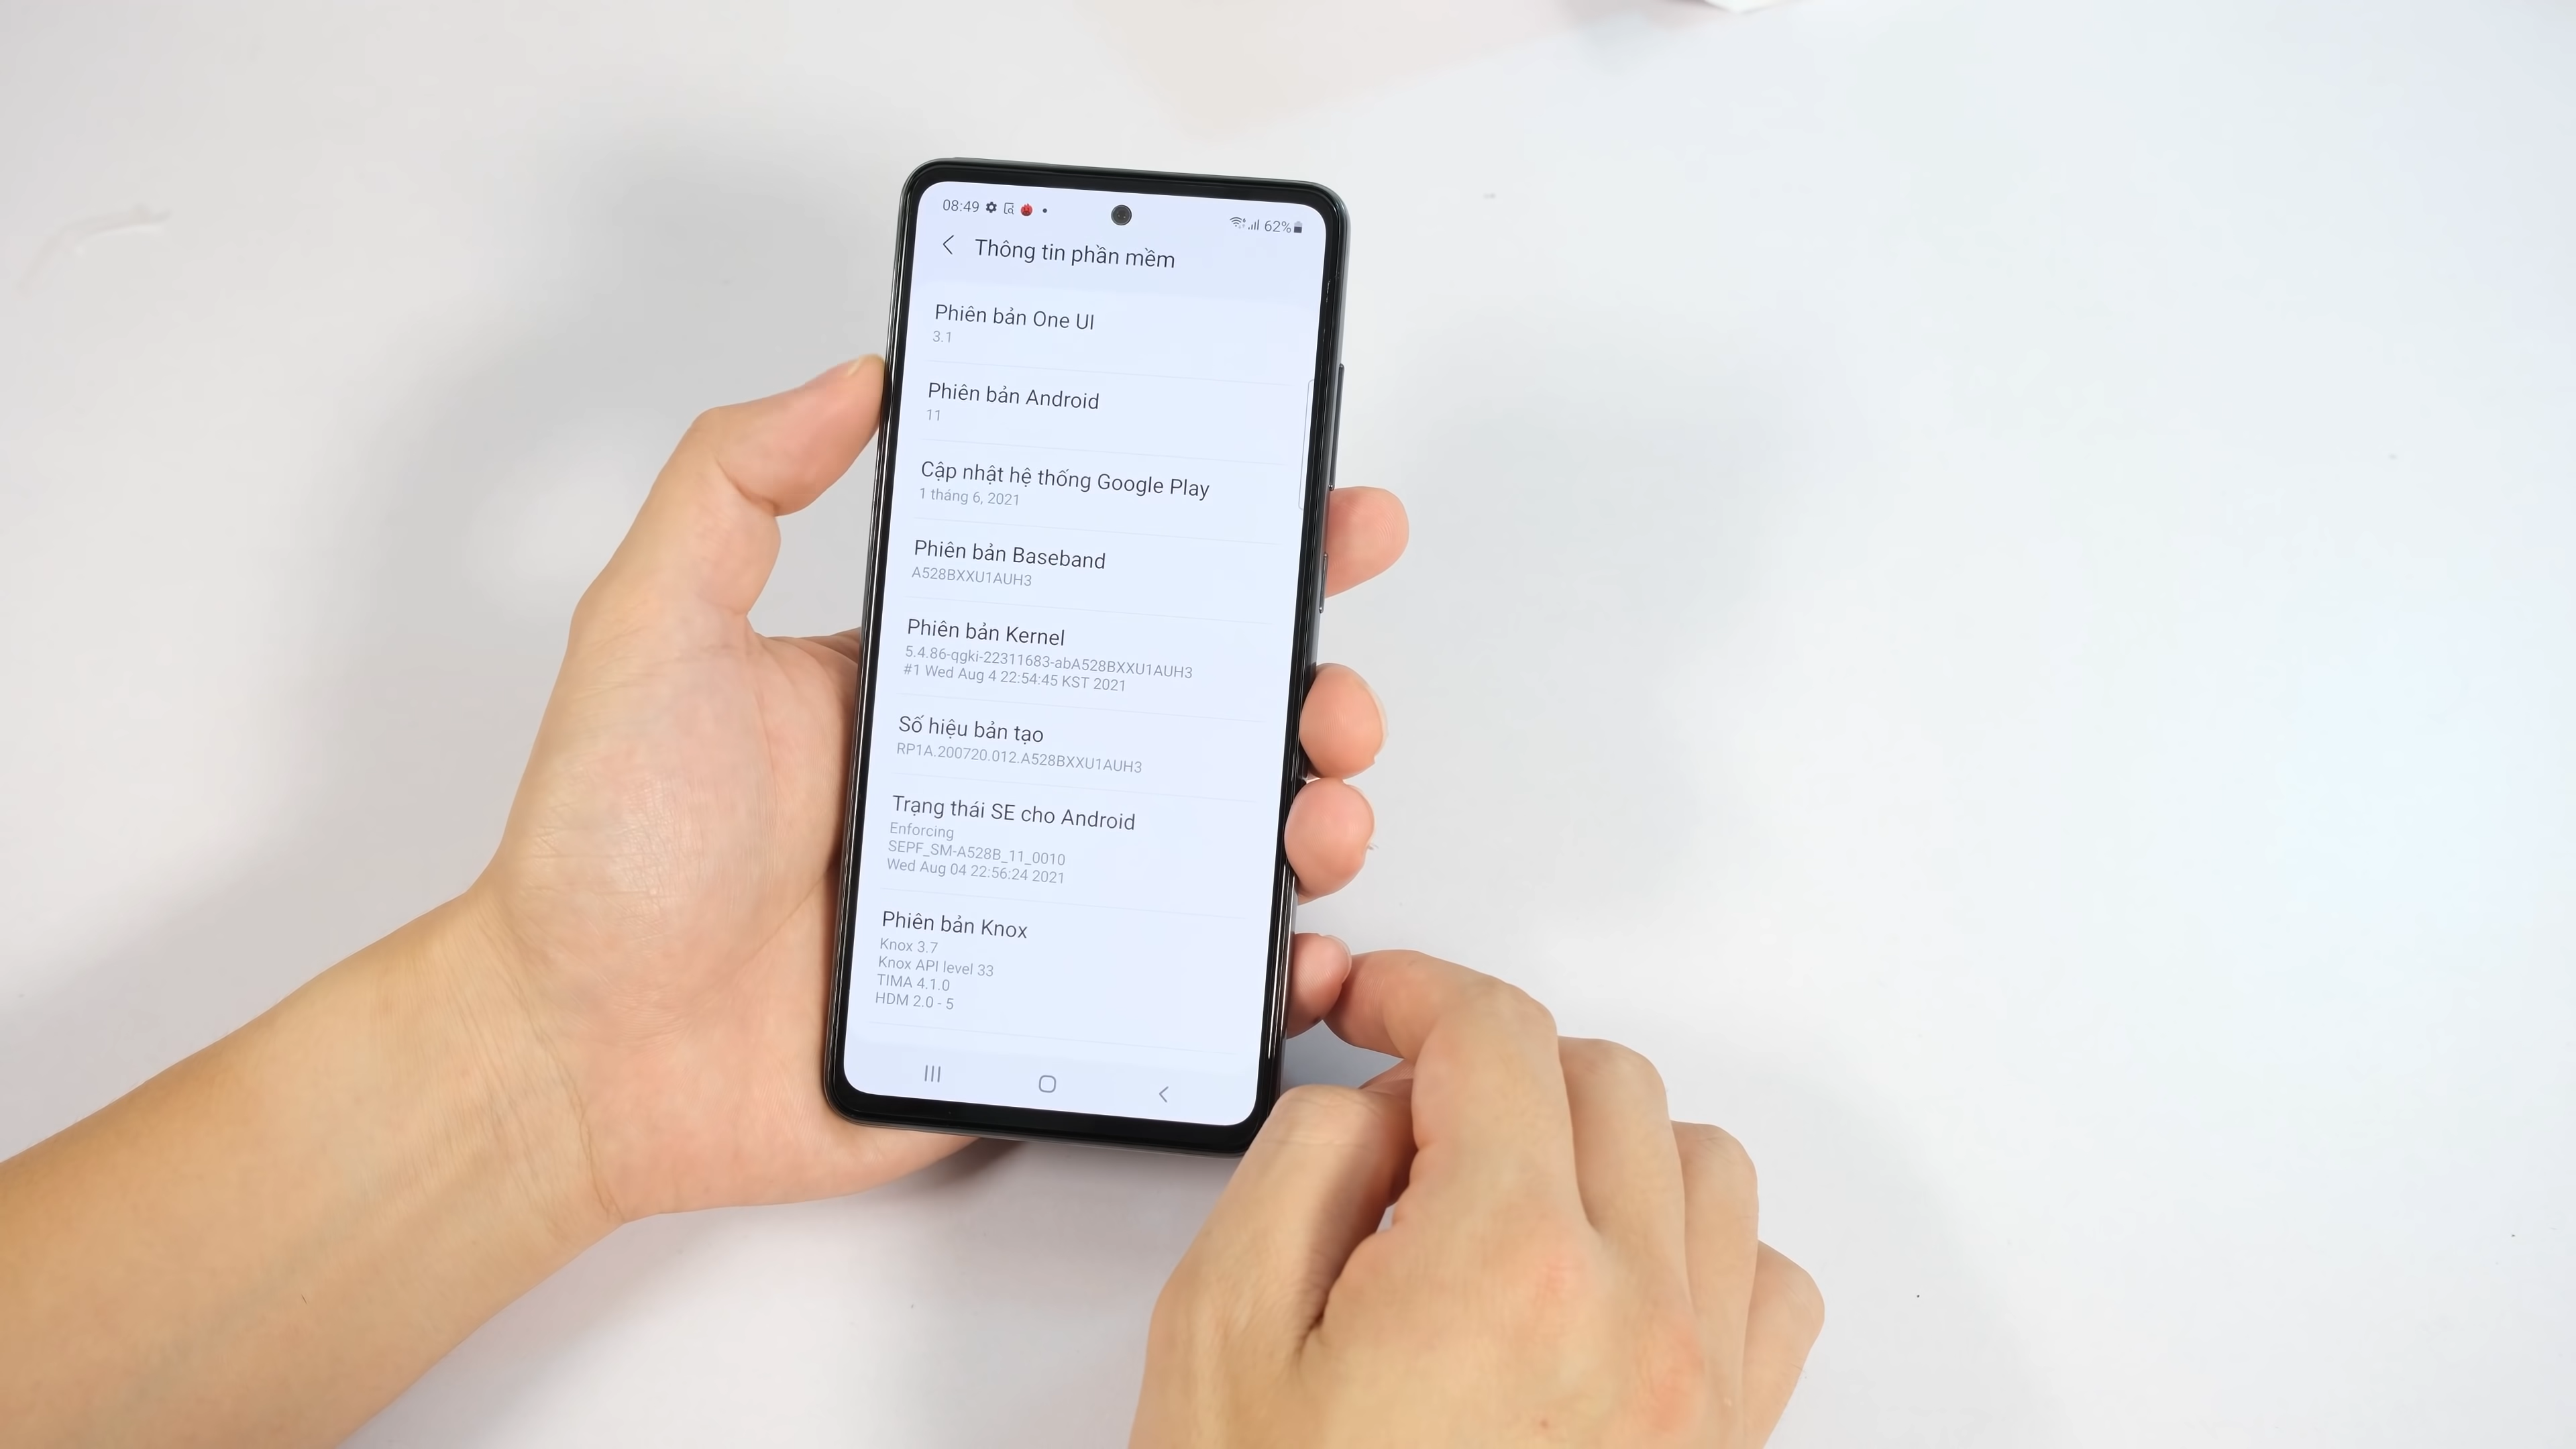 08:49
62%
Thông tin phần mềm
Phiên bản One UI
3.1
Phiên bản Android
11
Cập nhật hệ thống Google Play
1 tháng 6, 2021
Phiên bản Baseband
A528BXXU1AUH3
Phiên bản Kernel
5.4.86-qgki-22311683-abA528BXXU1AUH3
#1 Wed Aug 4 22:54:45 KST 2021
Số hiệu bản tạo
RP1A.200720.012.A528BXXU1AUH3
Trạng thái SE cho Android
Enforcing
SEPF_SM-A528B_11_0010
Wed Aug 04 22:56:24 2021
Phiên bản Knox
Knox 3.7
Knox API level 33
TIMA 4.1.0
HDM 2.0 - 5